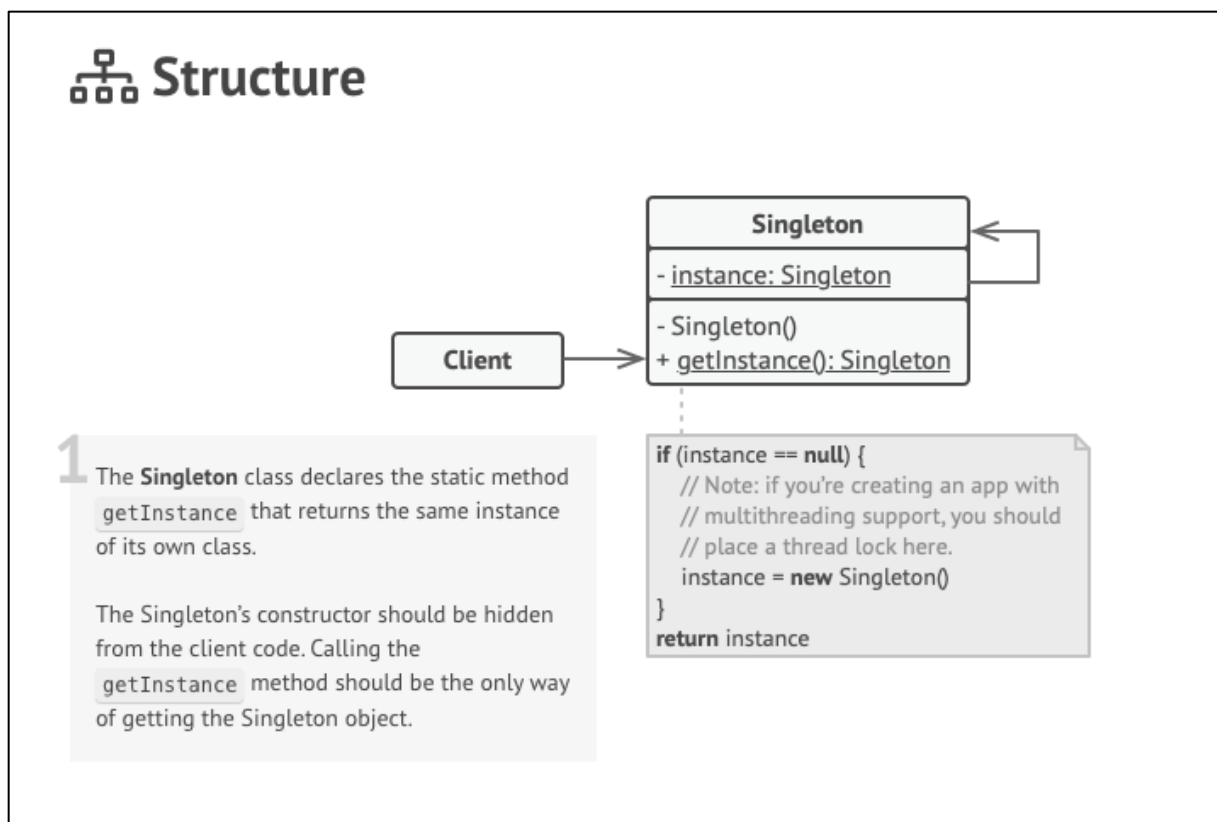 Structure
Singleton
- instance: Singleton
- Singleton()
+ getInstance(): Singleton
Client
1
The Singleton class declares the static method
getInstance that returns the same instance
of its own class.
The Singleton’s constructor should be hidden
from the client code. Calling the
getInstance method should be the only way
of getting the Singleton object.
if (instance == null) {
// Note: if you’re creating an app with
// multithreading support, you should
// place a thread lock here.
instance = new Singleton()
}
return instance